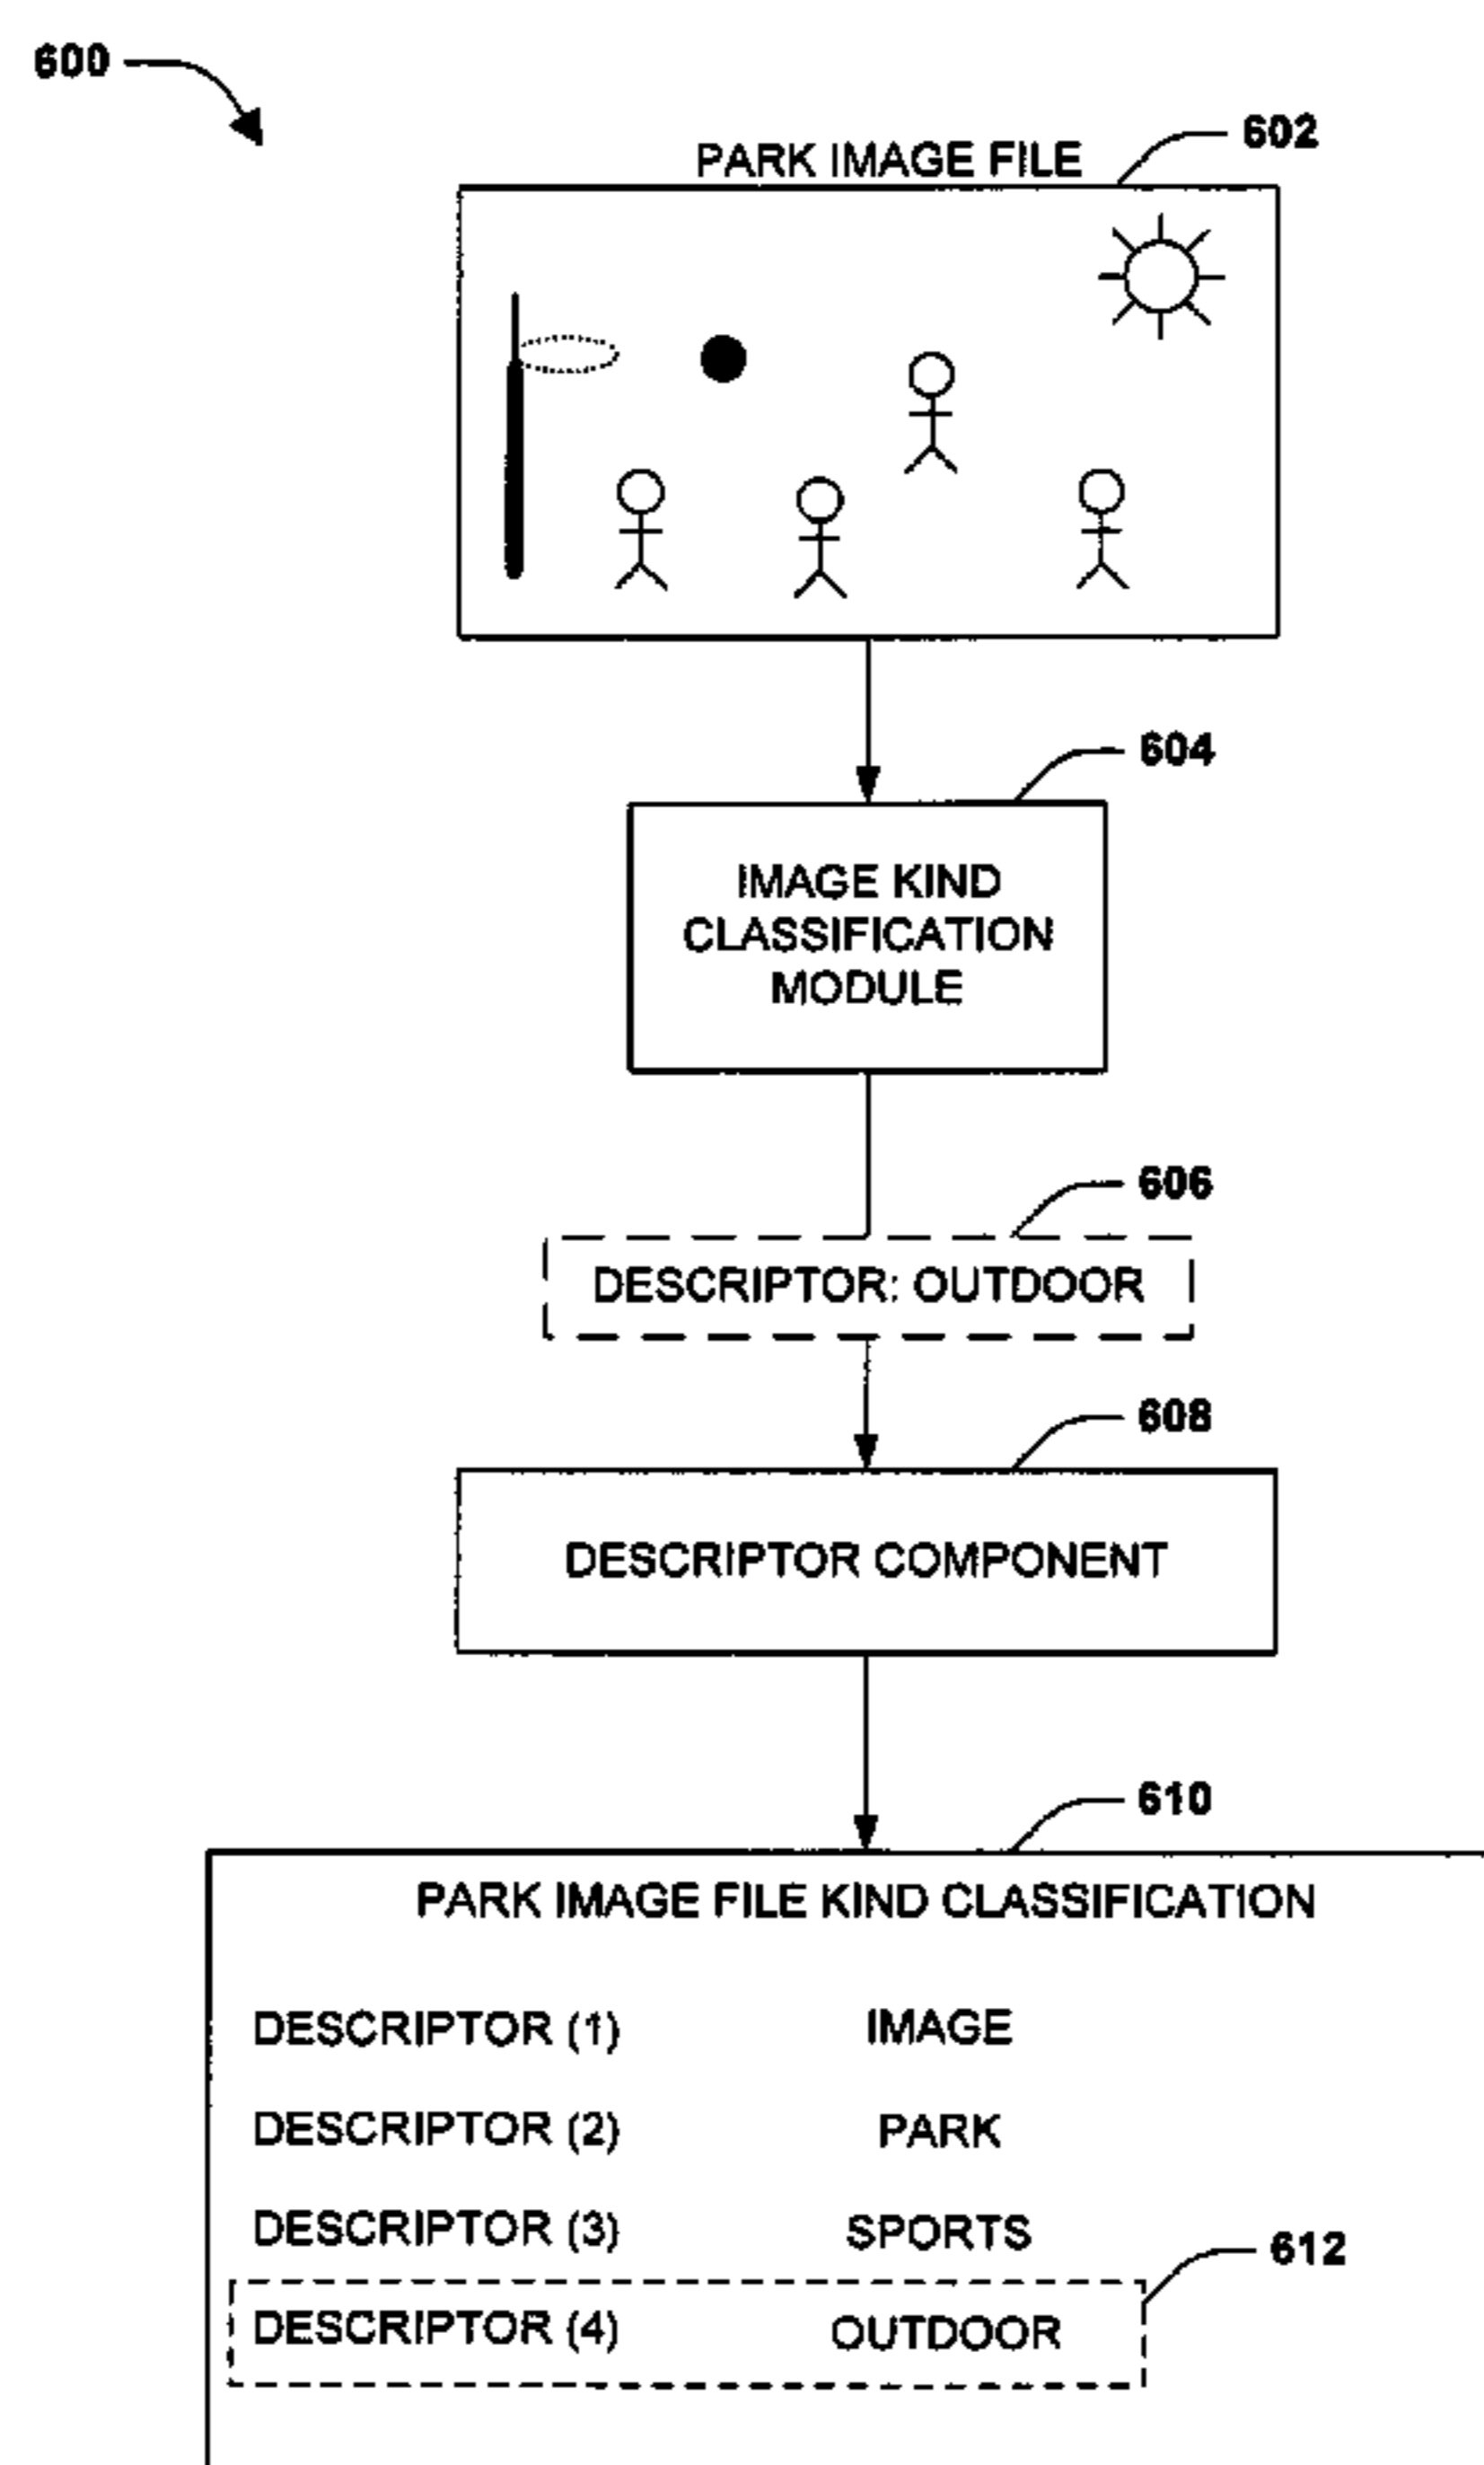 600
602
PARK IMAGE FILE
604
IMAGE KIND
CLASSIFICATION
MODULE
606
DESCRIPTOR: OUTDOOR
608
DESCRIPTOR COMPONENT
610
PARK IMAGE FILE KIND CLASSIFICATION
DESCRIPTOR (1) IMAGE
DESCRIPTOR (2) PARK
DESCRIPTOR (3) SPORTS
612
DESCRIPTOR (4) OUTDOOR